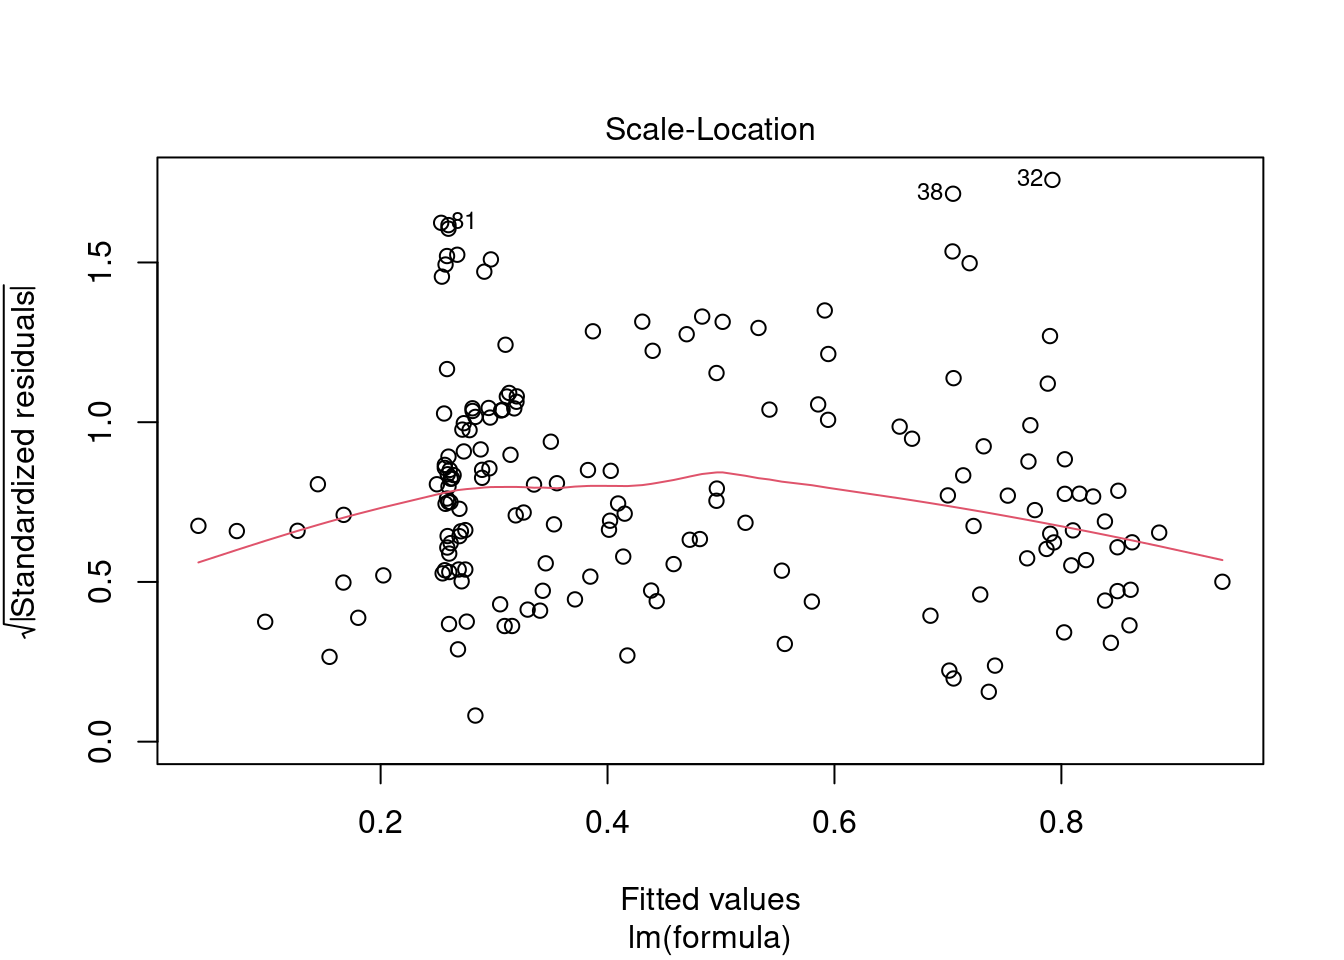 Scale-Location
38
32
81
√|Standardized residuals|
1.5
1.0
0.5
0.0
0.2 0.4 0.6 0.8
Fitted values
lm(formula)